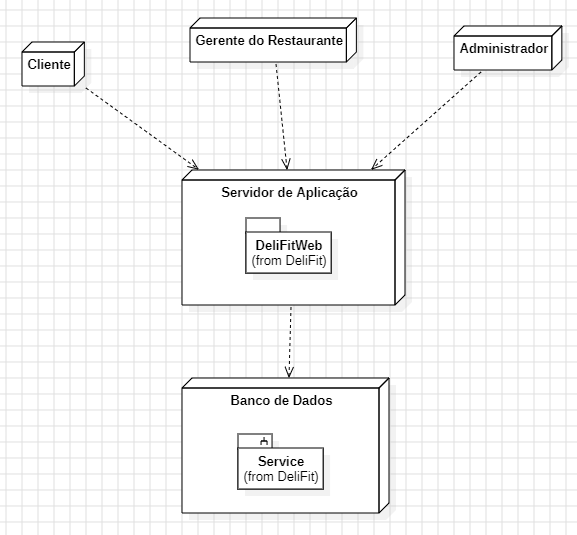 Cliente
Gerente do Restaurante
Administrador
Servidor de Aplicação
DeliFitWeb
(from DeliFit)
Banco de Dados
Service
(from DeliFit)